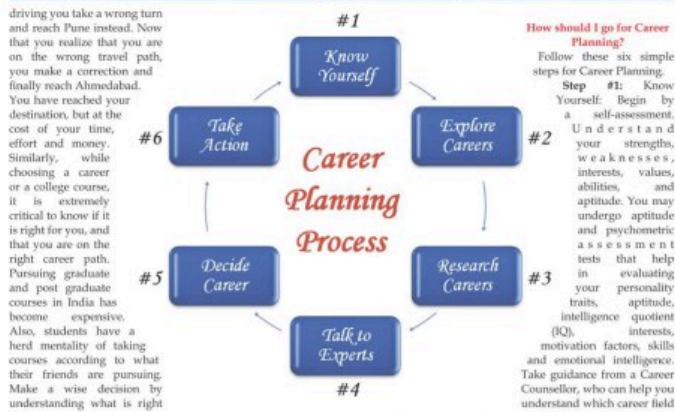 driving you take a wrong turn
and reach Pune instead. Now
that you realize that you are
on the wrong travel path,
you make a correction and
finally reach Ahmedabad.
You have reached your
destination, but at the
cost of your time,
effort and money.
Similarly, while
choosing a career
or a college course,
it is extremely
critical to know if it
is right for you, and
that you are on the
right career path.
Pursuing graduate
and post graduate
courses in India has
become expensive.
Also, students have a
herd mentality of taking
courses according to what
their friends are pursuing.
Make a wise decision by
understanding what is right
#1
Know
Yourself
#2
Explore
Careers
#3
Research
Careers
#4
Talk to
Experts
#5
Decide
Career
#6
Take
Action
Career
Planning
Process
How should I go for Career
Planning?
Follow these six simple
steps for Career Planning.
Step #1: Know
Yourself: Begin by
a self-assessment.
Understand
your strengths,
weaknesses,
interests, values,
abilities, and
aptitude. You may
undergo aptitude
and psychometric
assessment
tests that help
in evaluating
your personality
traits, aptitude,
intelligence quotient
(IQ), interests,
motivation factors, skills
and emotional intelligence.
Take guidance from a Career
Counsellor, who can help you
understand which career field